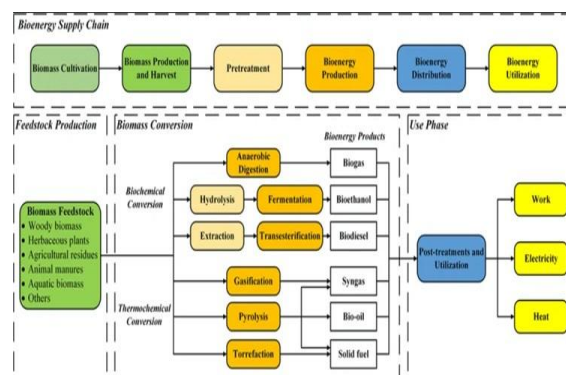 Bioenergy Supply Chain
Biomass Cultivation
Biomass Production
and Harvest
Pretreatment
Bioenergy
Production
Bioenergy
Distribution
Bioenergy
Utilization
Feedstock Production
Biomass Feedstock
• Woody biomass
• Herbaceous plants
• Agricultural residues
• Animal manures
• Aquatic biomass
• Others
Biomass Conversion
Bioenergy Products
Biochemical
Conversion
Anaerobic
Digestion
Biogas
Hydrolysis
Fermentation
Bioethanol
Extraction
Transesterification
Biodiesel
Thermochemical
Conversion
Gasification
Syngas
Pyrolysis
Bio-oil
Torrefaction
Solid fuel
Use Phase
Post-treatments and
Utilization
Work
Electricity
Heat